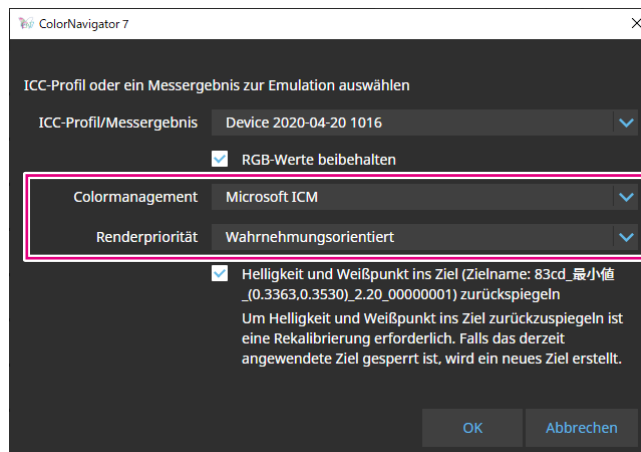 ColorNavigator 7
ICC-Profil oder ein Messergebnis zur Emulation auswählen
ICC-Profil/Messergebnis Device 2020-04-20 1016
RGB-Werte beibehalten
Colormanagement Microsoft ICM
Renderpriorität Wahrnehmungsorientiert
Helligkeit und Weißpunkt ins Ziel (Zielname: 83cd_最小値
_(0.3363,0.3530)_2.20_00000001) zurückspiegeln
Um Helligkeit und Weißpunkt ins Ziel zurückzuspiegeln ist
eine Rekalibrierung erforderlich. Falls das derzeit
angewendete Ziel gesperrt ist, wird ein neues Ziel erstellt.
OK Abbrechen